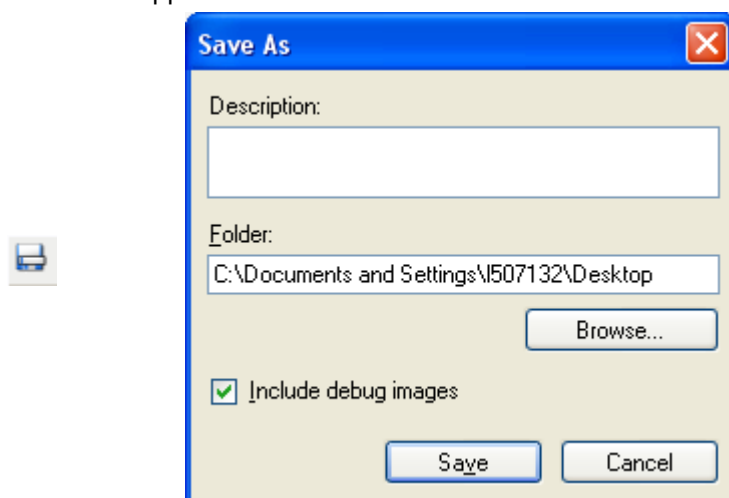 Save As
Description:
Folder:
C:\Documents and Settings\I507132\Desktop
Browse...
Include debug images
Save
Cancel